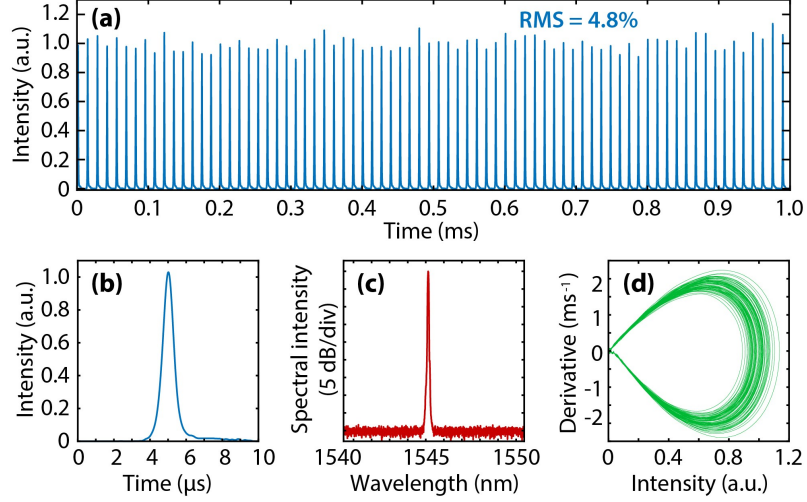 (a)
RMS = 4.8%
Intensity (a.u.)
1.2
1.0
0.8
0.6
0.4
0.2
0
0 0.1 0.2 0.3 0.4 0.5 0.6 0.7 0.8 0.9 1.0
Time (ms)
(b)
Intensity (a.u.)
1.0
0.8
0.6
0.4
0.2
0
0 2 4 6 8 10
Time (μs)
(c)
Spectral intensity
(5 dB/div)
1540 1545 1550
Wavelength (nm)
(d)
Derivative (ms⁻¹)
2
1
0
-1
-2
0 0.4 0.8 1.2
Intensity (a.u.)